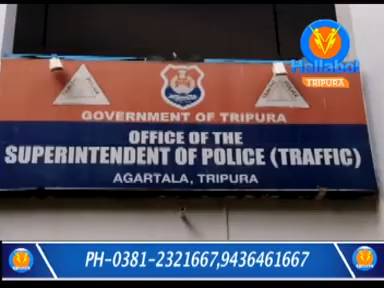 Hallabol
TRIPURA
GOVERNMENT OF TRIPURA
OFFICE OF THE
SUPERINTENDENT OF POLICE (TRAFFIC)
AGARTALA, TRIPURA
PH-0381-2321667,9436461667